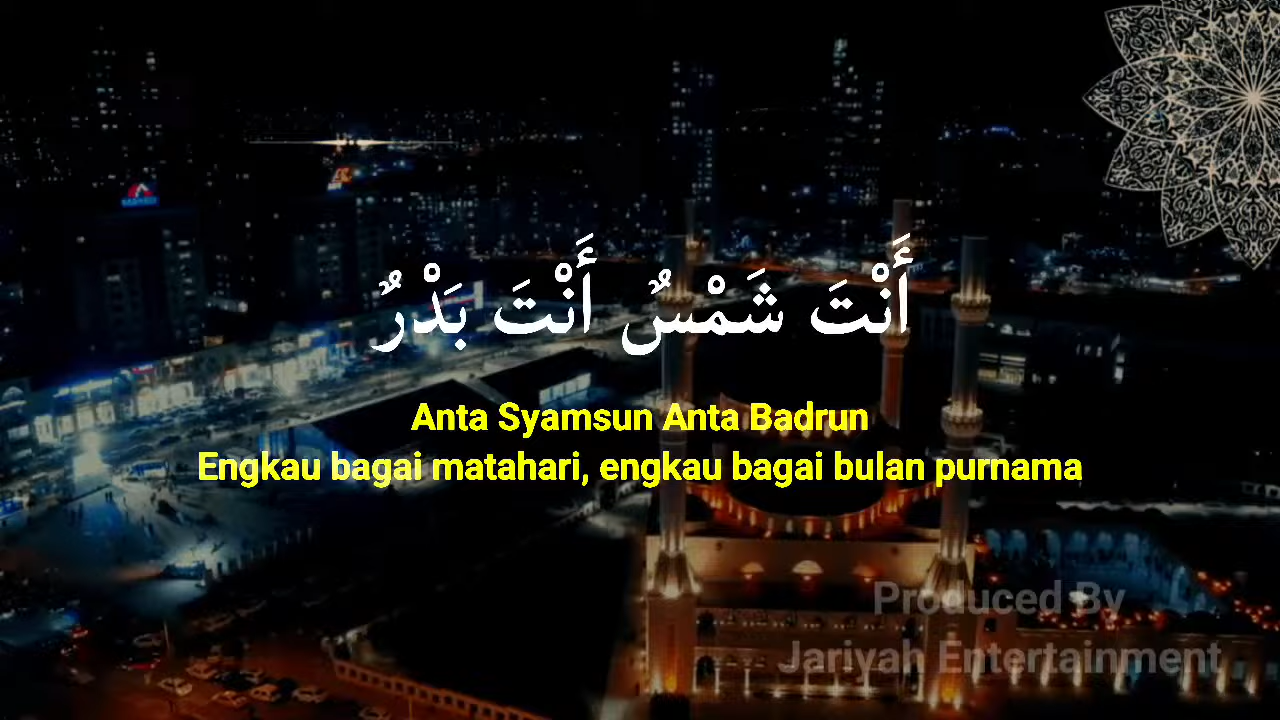 أَنْتَ شَمْسٌ أَنْتَ بَدْرٌ
Anta Syamsun Anta Badrun
Engkau bagai matahari, engkau bagai bulan purnama
Produced By
Jariyah Entertainment